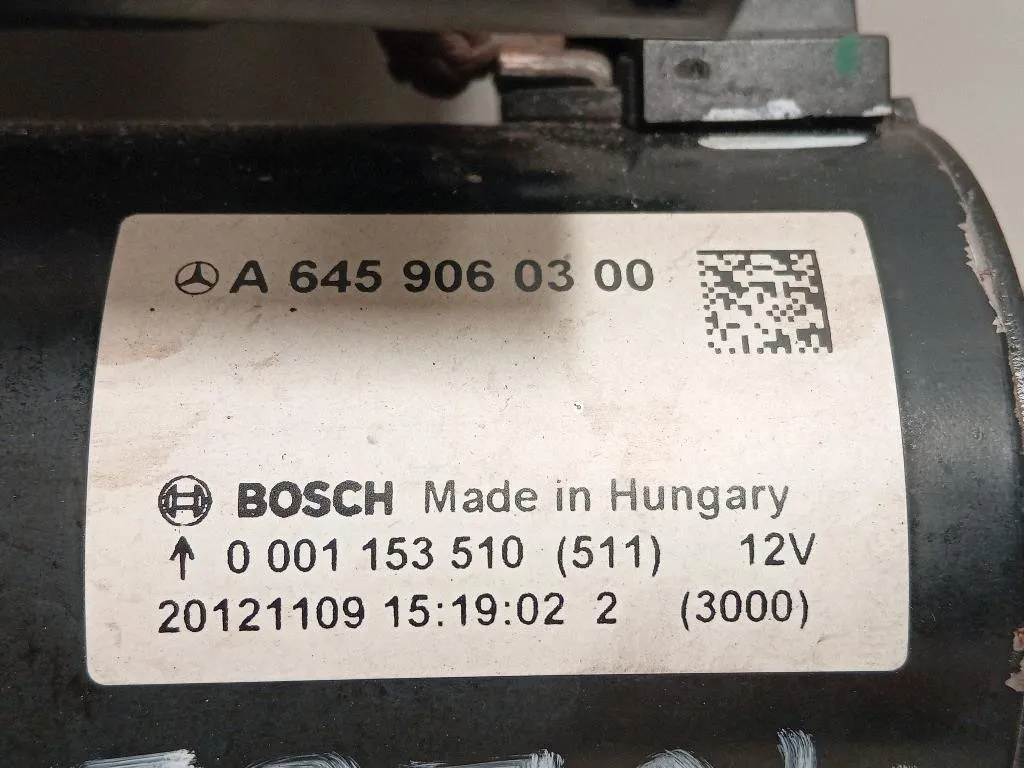 A 645 906 03 00
BOSCH Made in Hungary
↑ 0 001 153 510 (511) 12V
20121109 15:19:02 2 (3000)